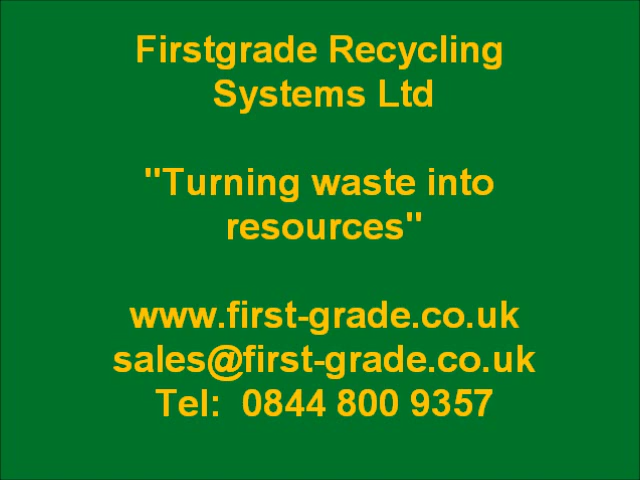 Firstgrade Recycling
Systems Ltd
"Turning waste into
resources"
www.first-grade.co.uk
sales@first-grade.co.uk
Tel:  0844 800 9357